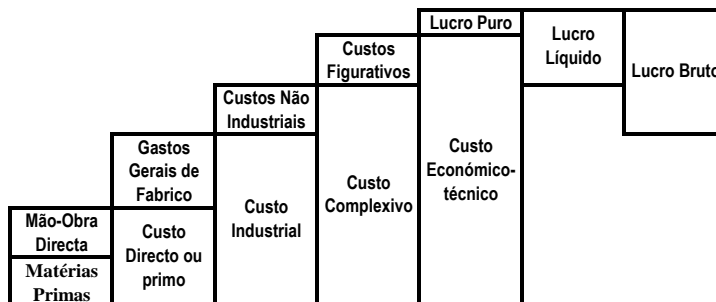 Lucro Puro
Lucro
Líquido
Lucro Bruto
Custos
Figurativos
Custos Não
Industriais
Custo
Económico-
técnico
Gastos
Gerais de
Fabrico
Custo
Complexivo
Custo
Industrial
Mão-Obra
Directa
Custo
Directo ou
primo
Matérias
Primas